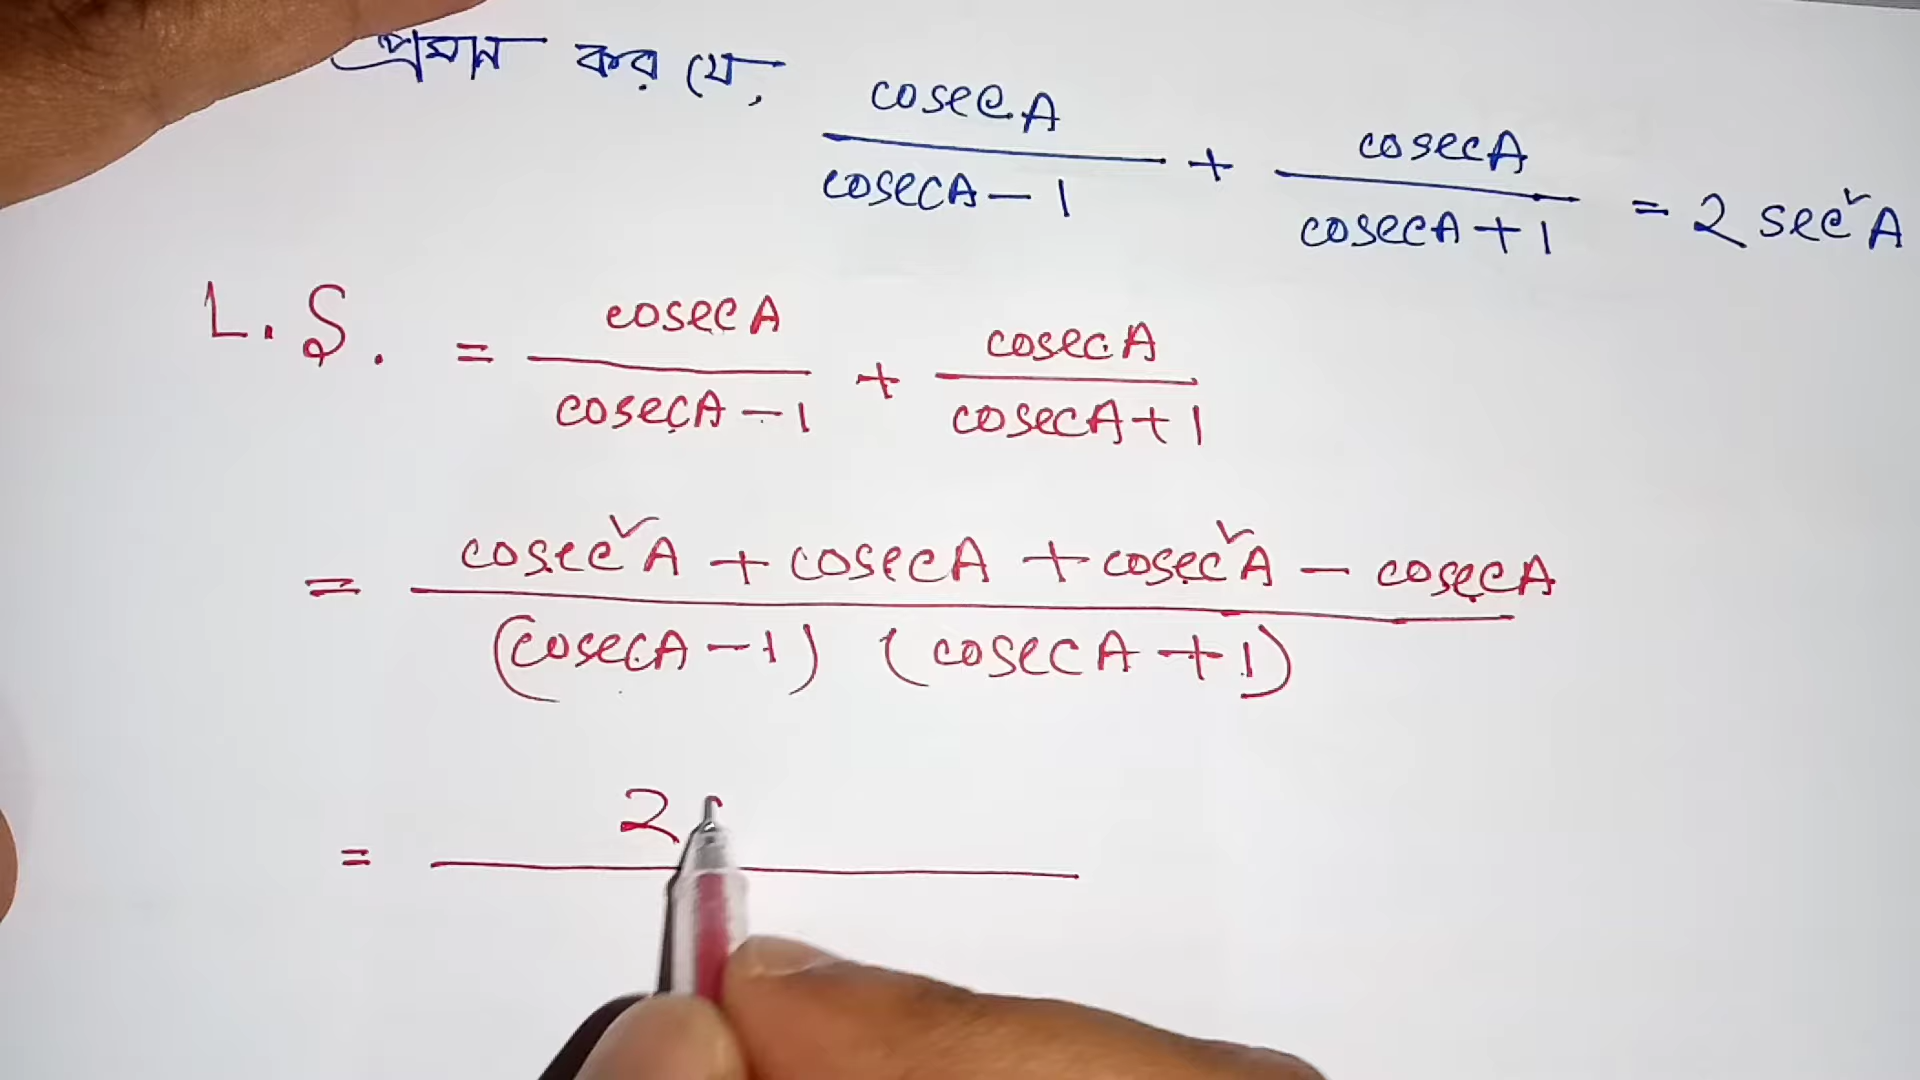 প্রমান কর যে, cosecA / cosecA - 1 + cosecA / cosecA + 1 = 2 sec²A
L.S. = cosecA / cosecA - 1 + cosecA / cosecA + 1
= cosec²A + cosecA + cosec²A - cosecA / (cosecA - 1) (cosecA + 1)
= 2